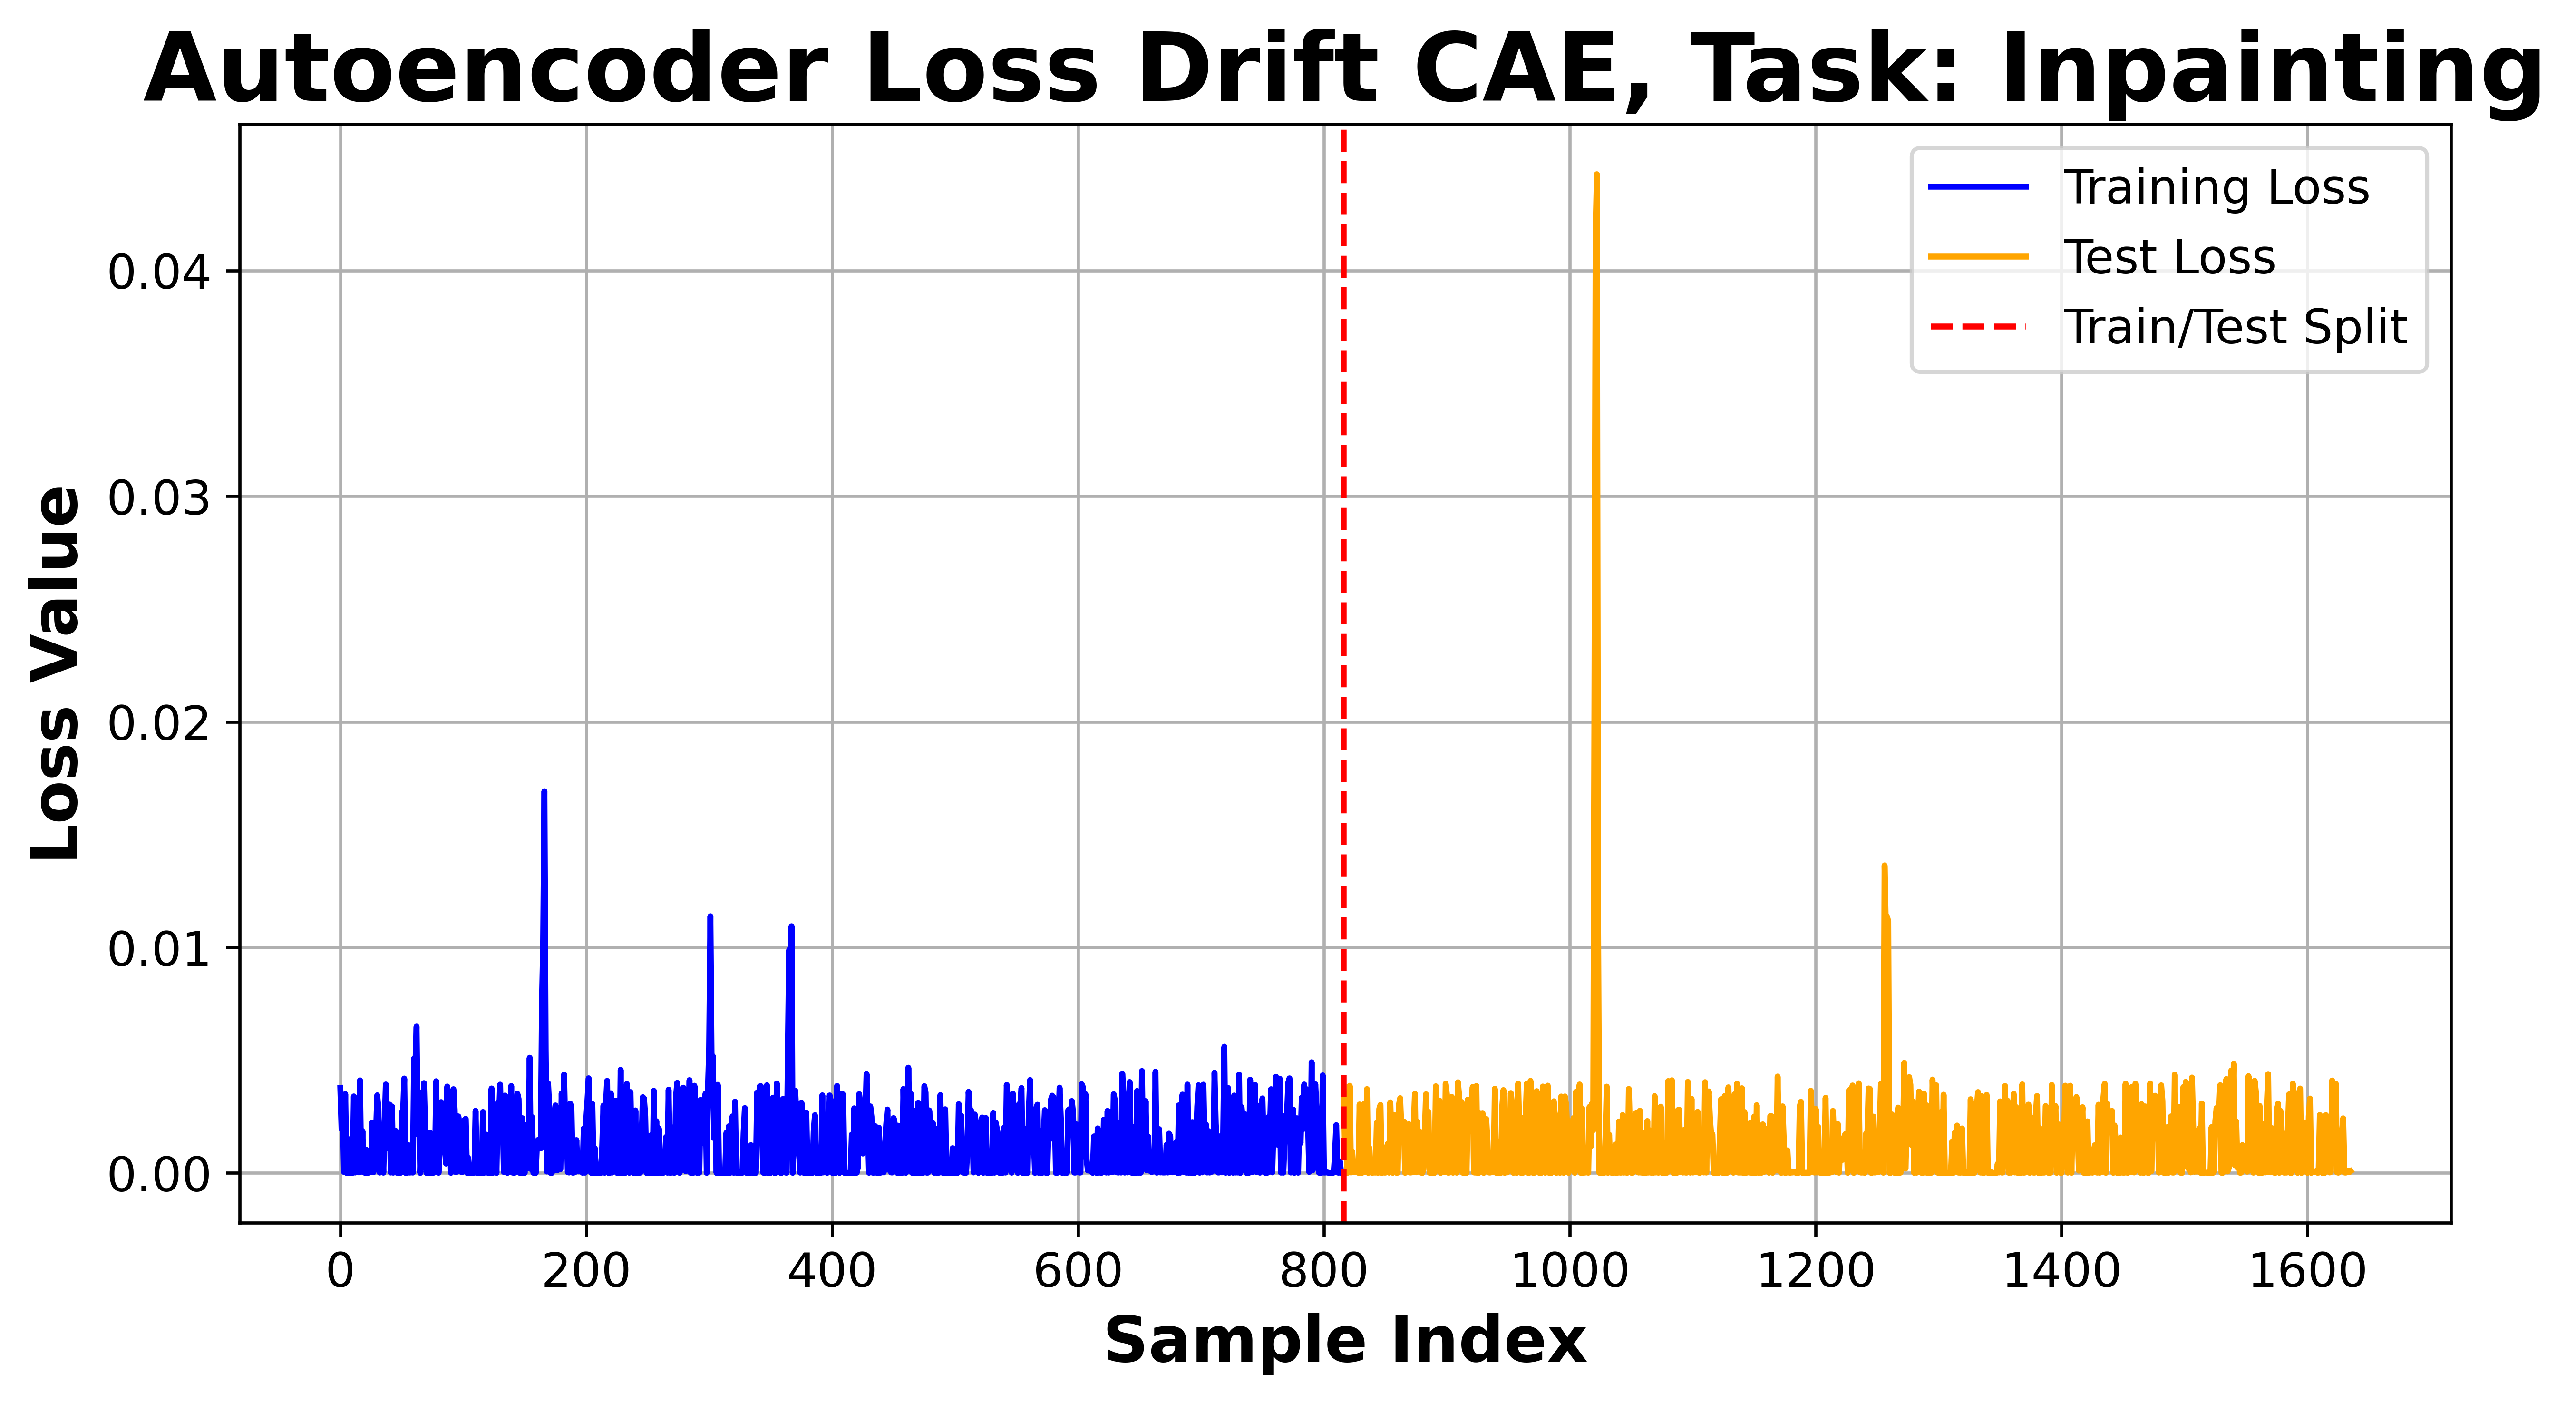 Autoencoder Loss Drift CAE, Task: Inpainting
Training Loss
Test Loss
Train/Test Split
Loss Value
0.04
0.03
0.02
0.01
0.00
0 200 400 600 800 1000 1200 1400 1600
Sample Index